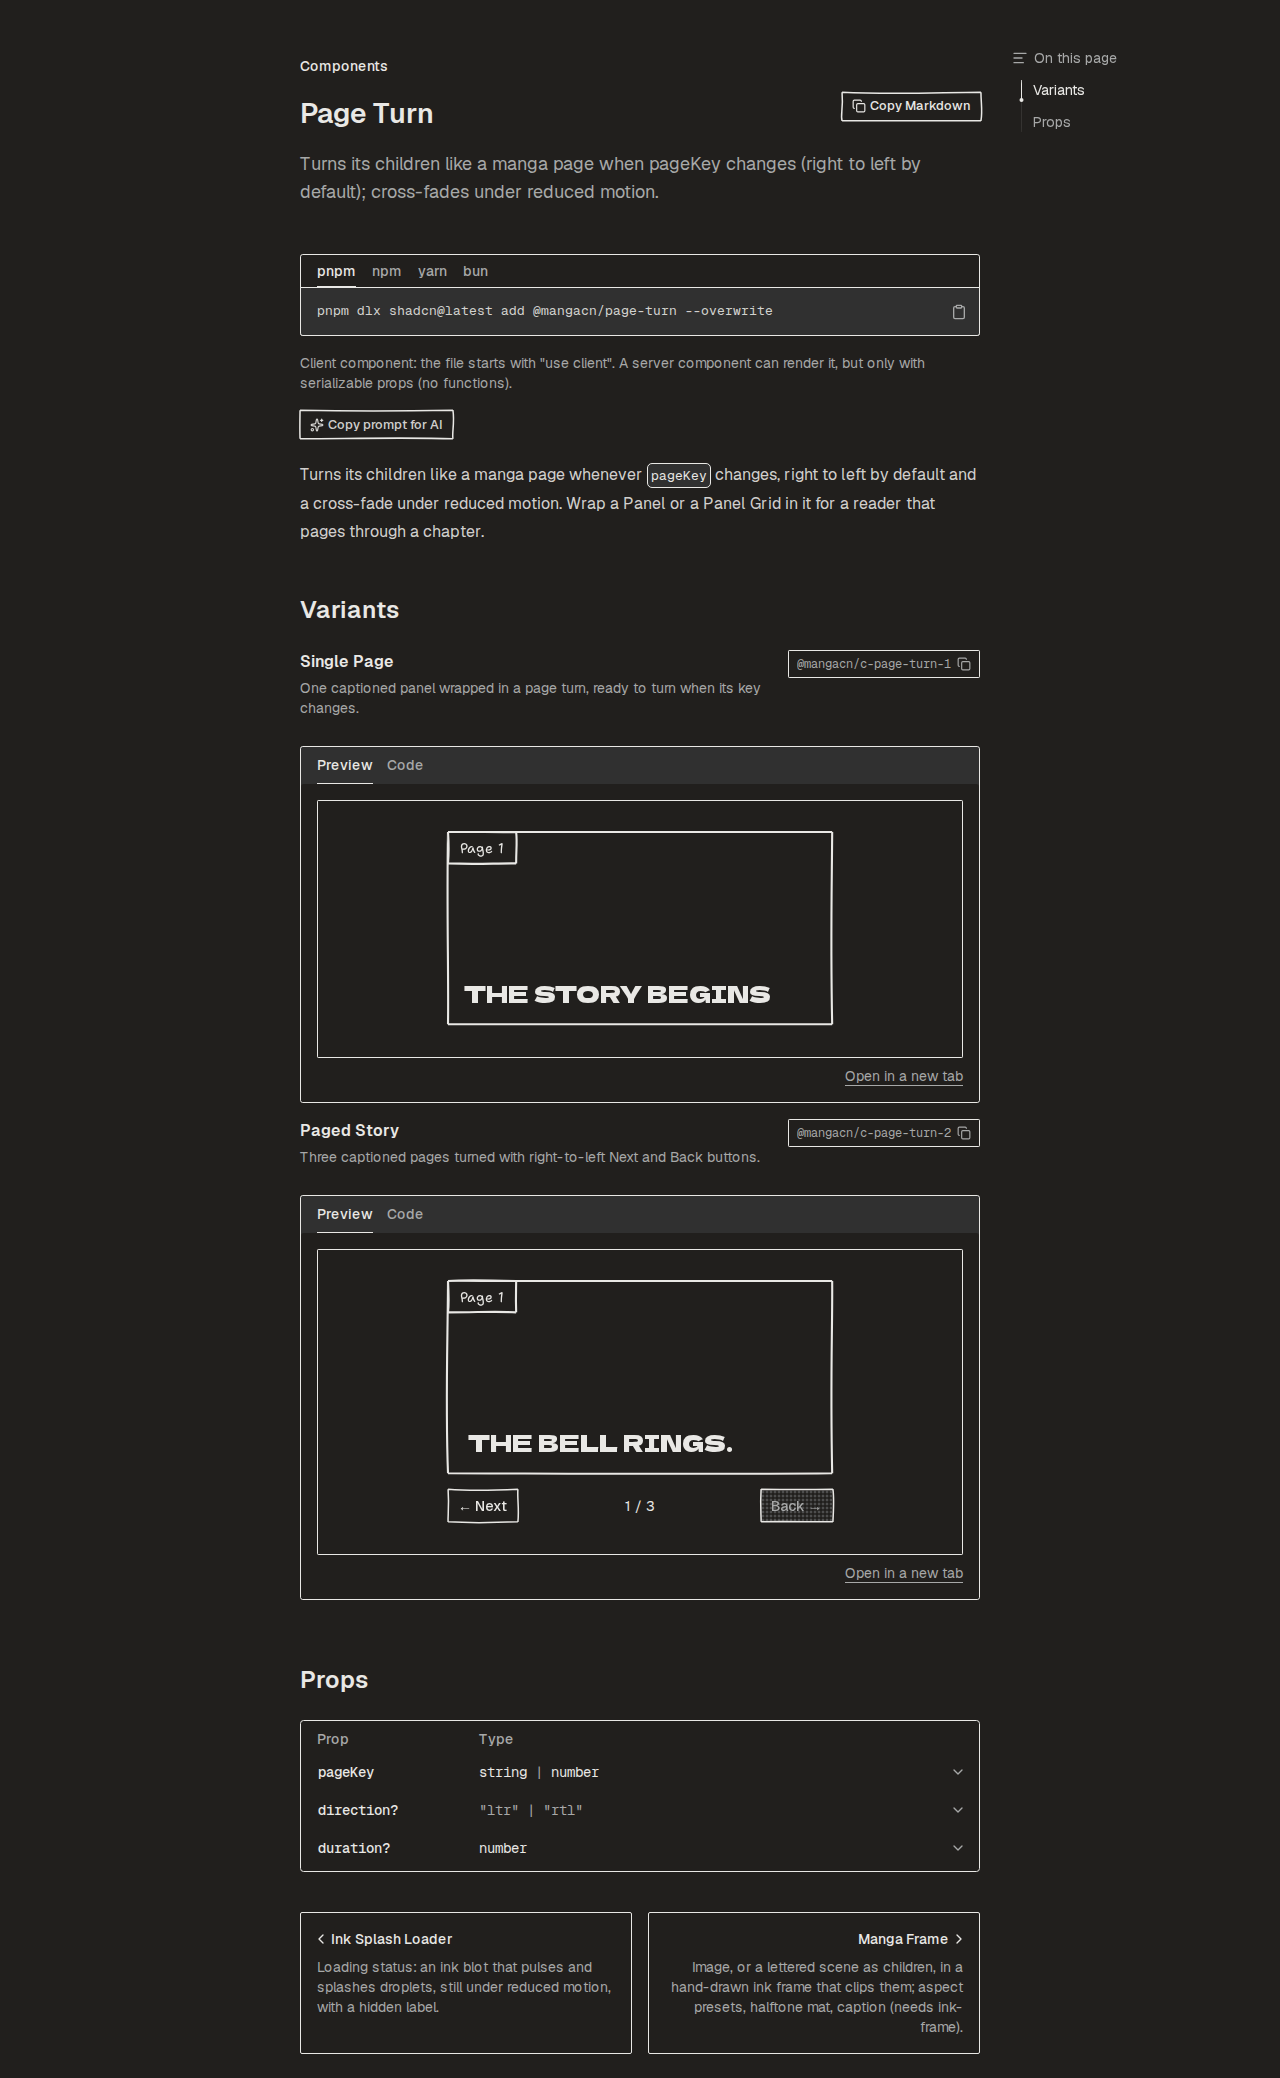 Components
On this page
Page Turn
Copy Markdown
Variants
Props
Turns its children like a manga page when pageKey changes (right to left by
default); cross-fades under reduced motion.
pnpm npm yarn bun
pnpm dlx shadcn@latest add @mangacn/page-turn --overwrite
Client component: the file starts with "use client". A server component can render it, but only with
serializable props (no functions).
Copy prompt for AI
Turns its children like a manga page whenever pageKey changes, right to left by default and
a cross-fade under reduced motion. Wrap a Panel or a Panel Grid in it for a reader that
pages through a chapter.
Variants
Single Page
@mangacn/c-page-turn-1
One captioned panel wrapped in a page turn, ready to turn when its key
changes.
Preview Code
Page 1
THE STORY BEGINS
Open in a new tab
Paged Story
@mangacn/c-page-turn-2
Three captioned pages turned with right-to-left Next and Back buttons.
Preview Code
Page 1
THE BELL RINGS.
← Next 1 / 3 Back →
Open in a new tab
Props
Prop Type
pageKey string | number
direction? "ltr" | "rtl"
duration? number
Ink Splash Loader
Loading status: an ink blot that pulses and
splashes droplets, still under reduced motion,
with a hidden label.
Manga Frame
Image, or a lettered scene as children, in a
hand-drawn ink frame that clips them; aspect
presets, halftone mat, caption (needs ink-
frame).